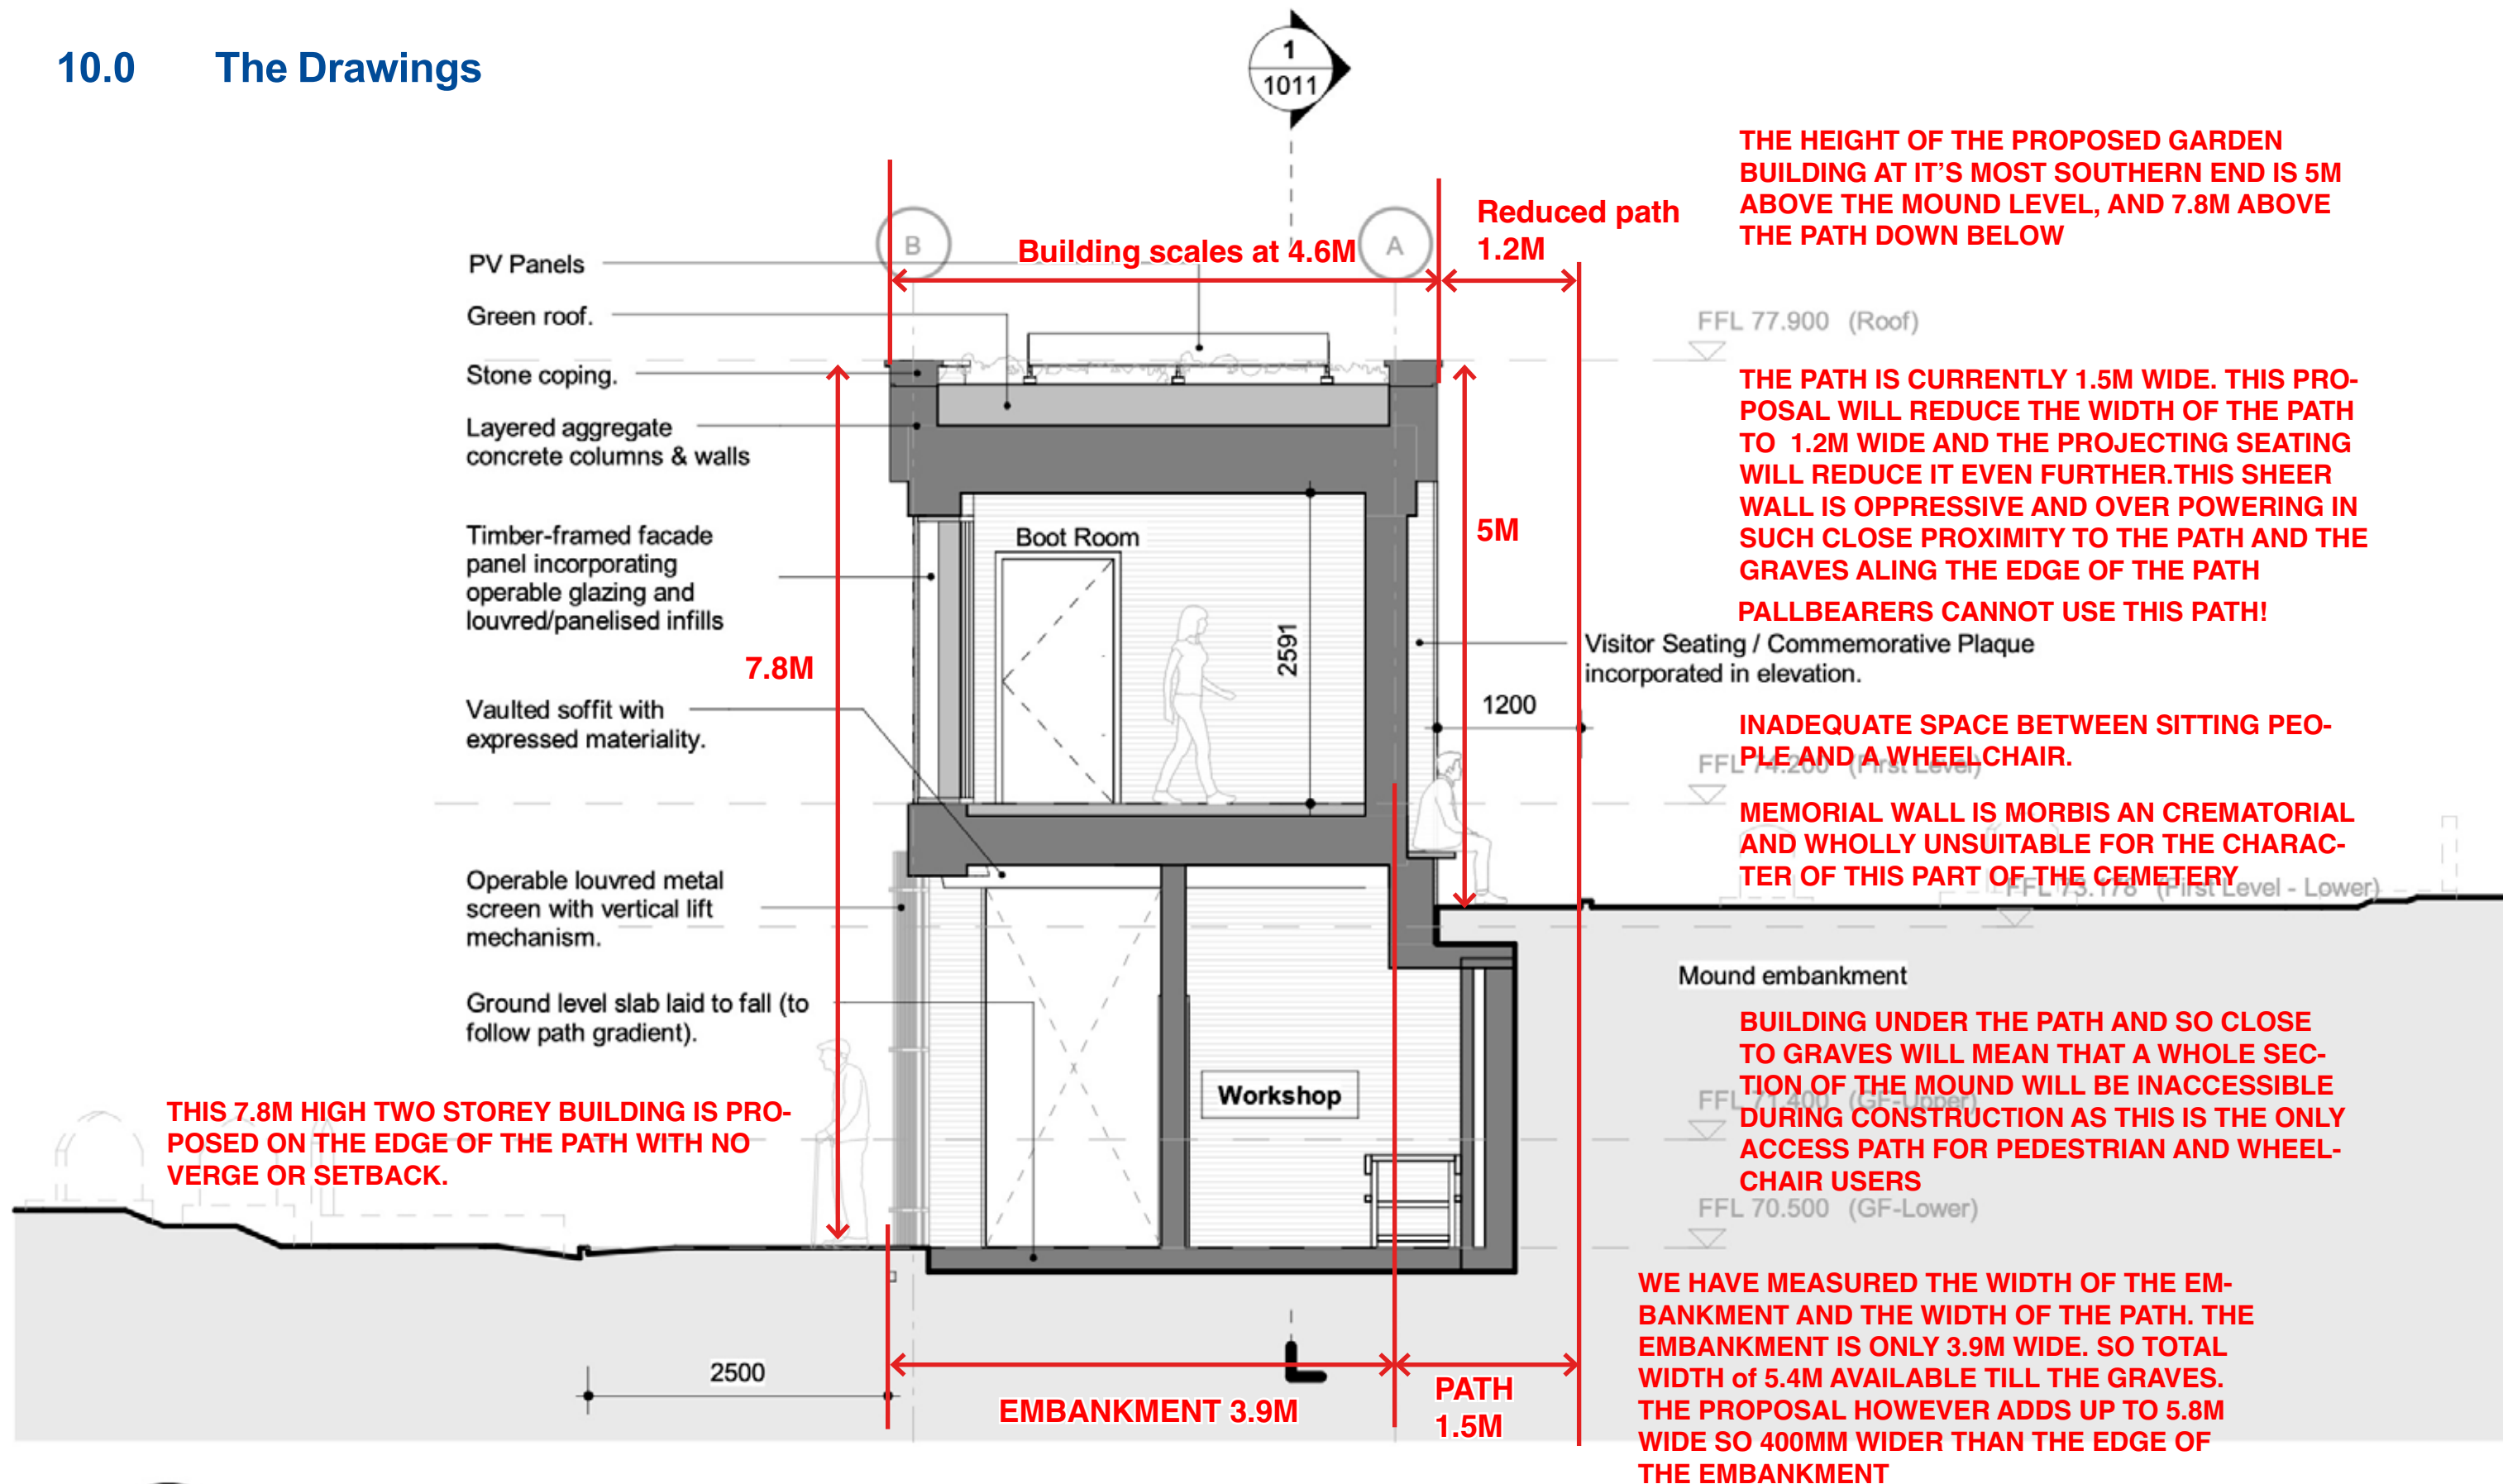 10.0 The Drawings
1
1011
THE HEIGHT OF THE PROPOSED GARDEN
BUILDING AT IT’S MOST SOUTHERN END IS 5M
ABOVE THE MOUND LEVEL, AND 7.8M ABOVE
THE PATH DOWN BELOW
Reduced path
1.2M
B
Building scales at 4.6M
A
PV Panels
Green roof.
FFL 77.900 (Roof)
Stone coping.
Layered aggregate
concrete columns & walls
THE PATH IS CURRENTLY 1.5M WIDE. THIS PRO-
POSAL WILL REDUCE THE WIDTH OF THE PATH
TO 1.2M WIDE AND THE PROJECTING SEATING
WILL REDUCE IT EVEN FURTHER.THIS SHEER
WALL IS OPPRESSIVE AND OVER POWERING IN
SUCH CLOSE PROXIMITY TO THE PATH AND THE
GRAVES ALING THE EDGE OF THE PATH
PALLBEARERS CANNOT USE THIS PATH!
Timber-framed facade
panel incorporating
operable glazing and
louvred/panelised infills
Boot Room
5M
2591
7.8M
Visitor Seating / Commemorative Plaque
incorporated in elevation.
1200
Vaulted soffit with
expressed materiality.
INADEQUATE SPACE BETWEEN SITTING PEO-
PLE AND A WHEELCHAIR.
FFL 74.200 (First Level)
MEMORIAL WALL IS MORBIS AN CREMATORIAL
AND WHOLLY UNSUITABLE FOR THE CHARAC-
TER OF THIS PART OF THE CEMETERY
FFL 73.178 (First Level - Lower)
Operable louvred metal
screen with vertical lift
mechanism.
Mound embankment
Ground level slab laid to fall (to
follow path gradient).
BUILDING UNDER THE PATH AND SO CLOSE
TO GRAVES WILL MEAN THAT A WHOLE SEC-
TION OF THE MOUND WILL BE INACCESSIBLE
DURING CONSTRUCTION AS THIS IS THE ONLY
ACCESS PATH FOR PEDESTRIAN AND WHEEL-
CHAIR USERS
FFL 71.400 (GF-Upper)
Workshop
THIS 7.8M HIGH TWO STOREY BUILDING IS PRO-
POSED ON THE EDGE OF THE PATH WITH NO
VERGE OR SETBACK.
FFL 70.500 (GF-Lower)
WE HAVE MEASURED THE WIDTH OF THE EM-
BANKMENT AND THE WIDTH OF THE PATH. THE
EMBANKMENT IS ONLY 3.9M WIDE. SO TOTAL
WIDTH of 5.4M AVAILABLE TILL THE GRAVES.
THE PROPOSAL HOWEVER ADDS UP TO 5.8M
WIDE SO 400MM WIDER THAN THE EDGE OF
THE EMBANKMENT
2500
EMBANKMENT 3.9M
PATH
1.5M